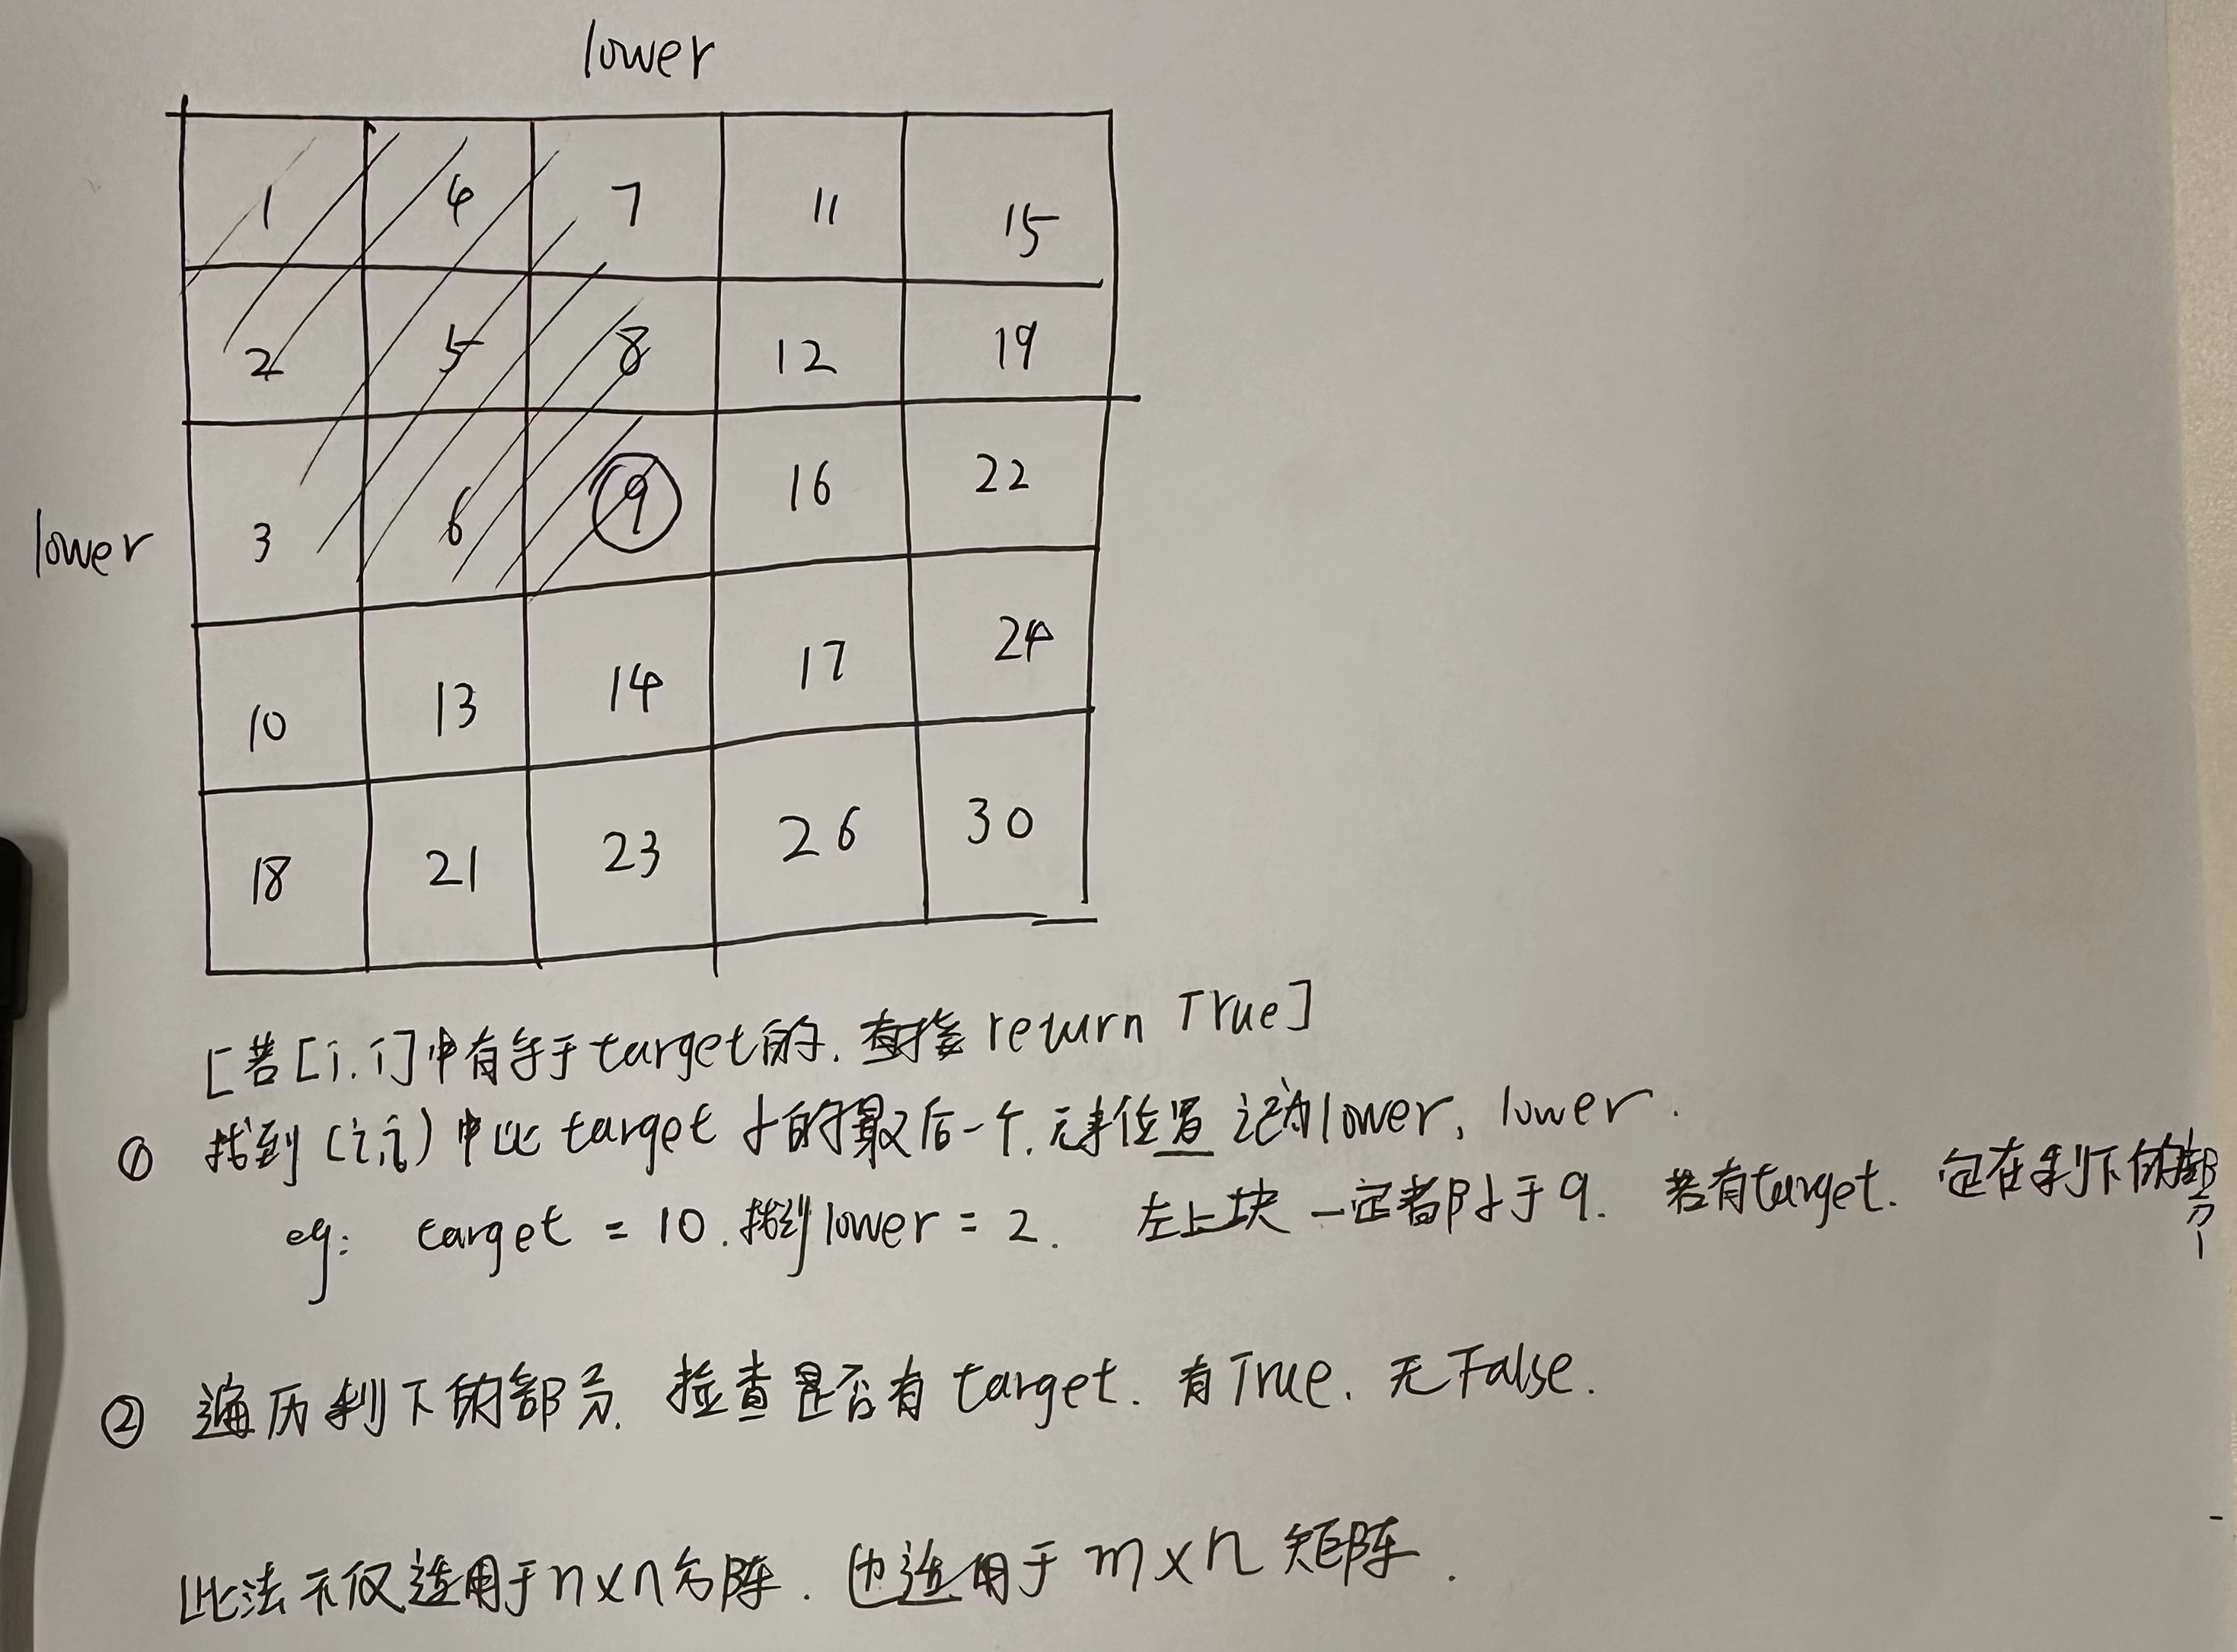 lower
1 4 7 11 15
2 5 8 12 19
lower 3 6 9 16 22
10 13 14 17 24
18 21 23 26 30
[若[i,i]中有等于target的,直接return True]
① 找到(i,i)中比target小的最后一个,元素位置记为lower,lower.
eg: target = 10,找到lower = 2. 左上块一定都小于9. 若有target,定在剩下的部分!
② 遍历剩下的部分,检查是否有target. 有True,无False.
此法不仅适用于n×n方阵,也适用于m×n矩阵.